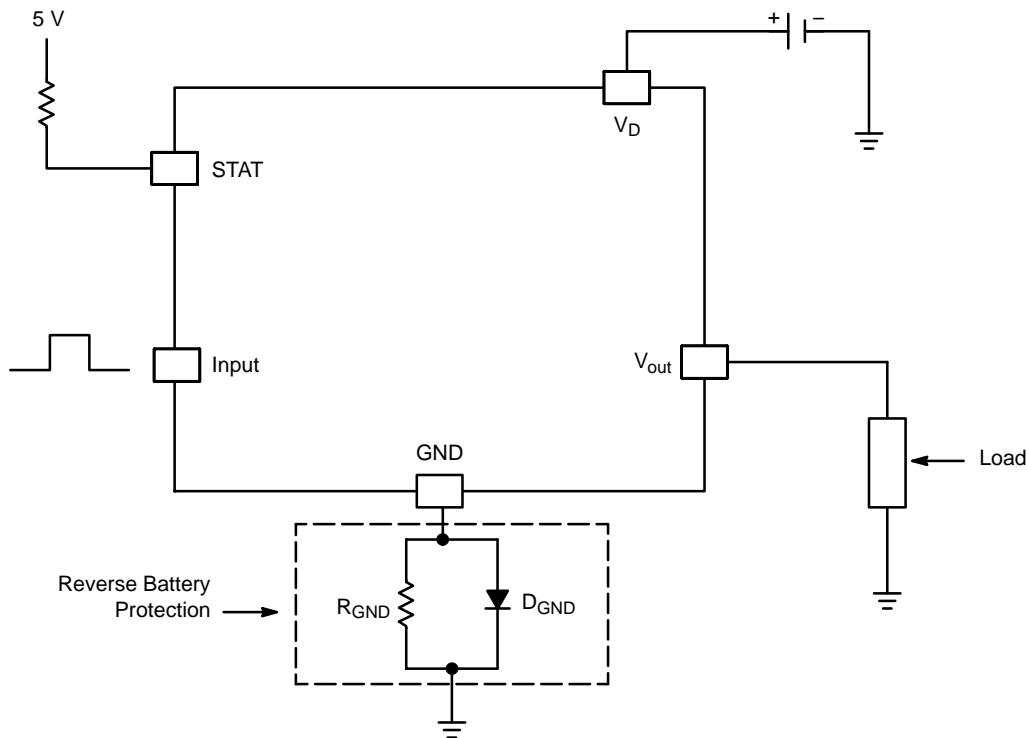 5 V
+ −
V_D
STAT
Input
V_out
GND
Load
Reverse Battery
Protection
R_GND
D_GND